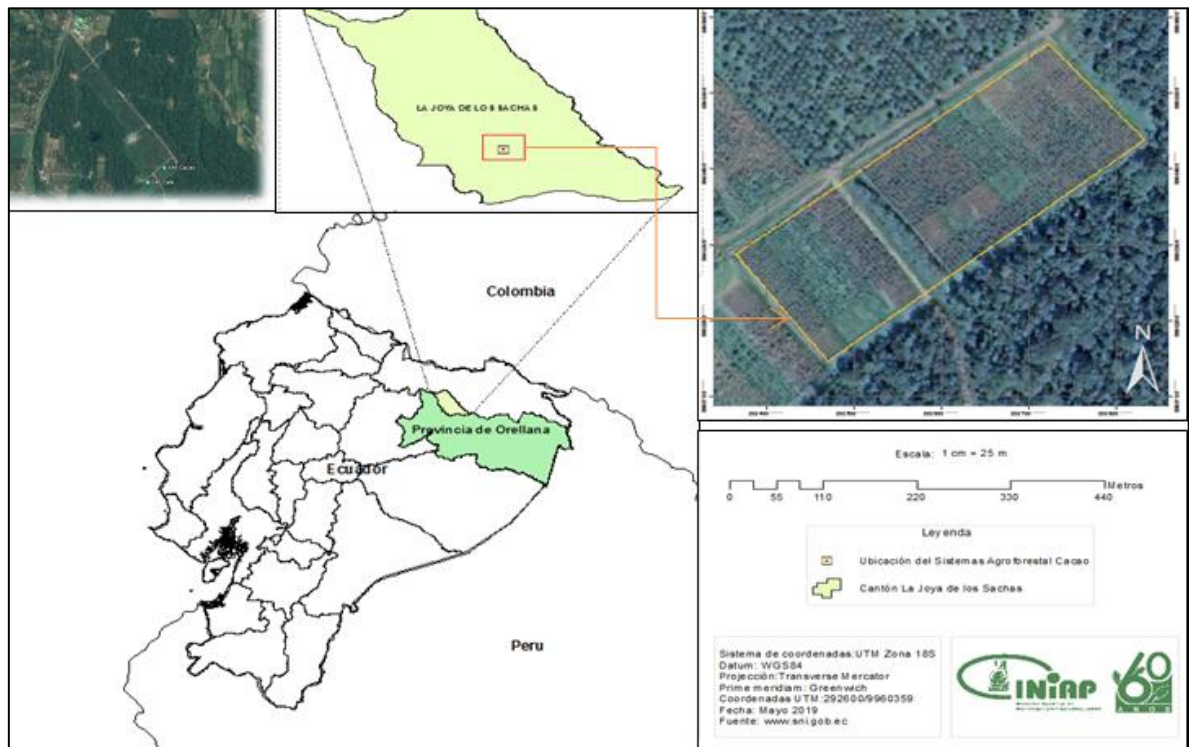 LA JOYA DE LOS SACHAS
Colombia
Provincia de Orellana
Ecuador
Peru
N
Escala: 1 cm = 25 m
Metros
0 55 110 220 330 440
Leyenda
Ubicación del Sistemas Agroforestal Cacao
Cantón La Joya de los Sachas
Sistema de coordenadas:UTM Zona 18S
Datum: WGS84
Projección:Transverse Mercator
Prime meridiam: Greenwich
Coordenadas UTM:292600/9960359
Fecha: Mayo 2019
Fuente: www.sni.gob.ec
INIAP
60
AÑOS